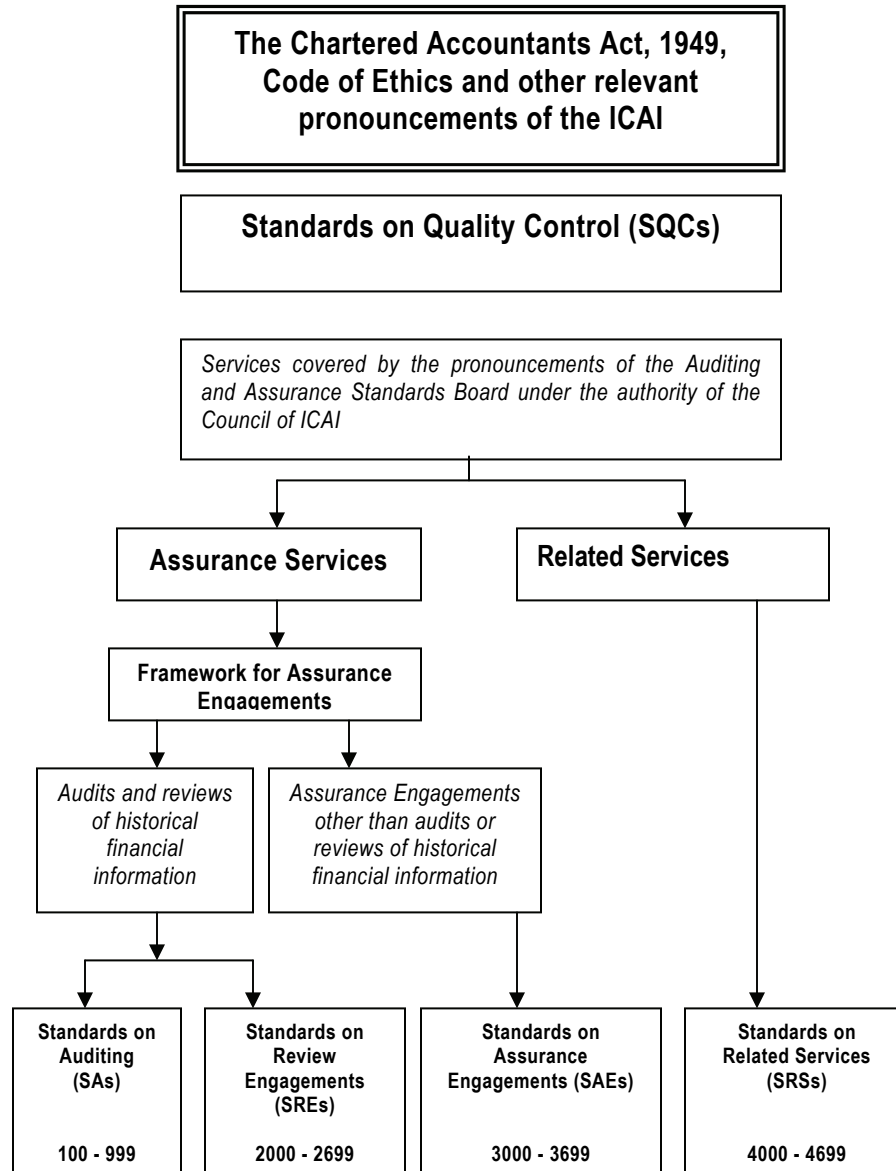 The Chartered Accountants Act, 1949,
Code of Ethics and other relevant
pronouncements of the ICAI
Standards on Quality Control (SQCs)
Services covered by the pronouncements of the Auditing
and Assurance Standards Board under the authority of the
Council of ICAI
Assurance Services
Related Services
Framework for Assurance
Engagements
Audits and reviews
of historical
financial
information
Assurance Engagements
other than audits or
reviews of historical
financial information
Standards on
Auditing
(SAs)
100 - 999
Standards on
Review
Engagements
(SREs)
2000 - 2699
Standards on
Assurance
Engagements (SAEs)
3000 - 3699
Standards on
Related Services
(SRSs)
4000 - 4699